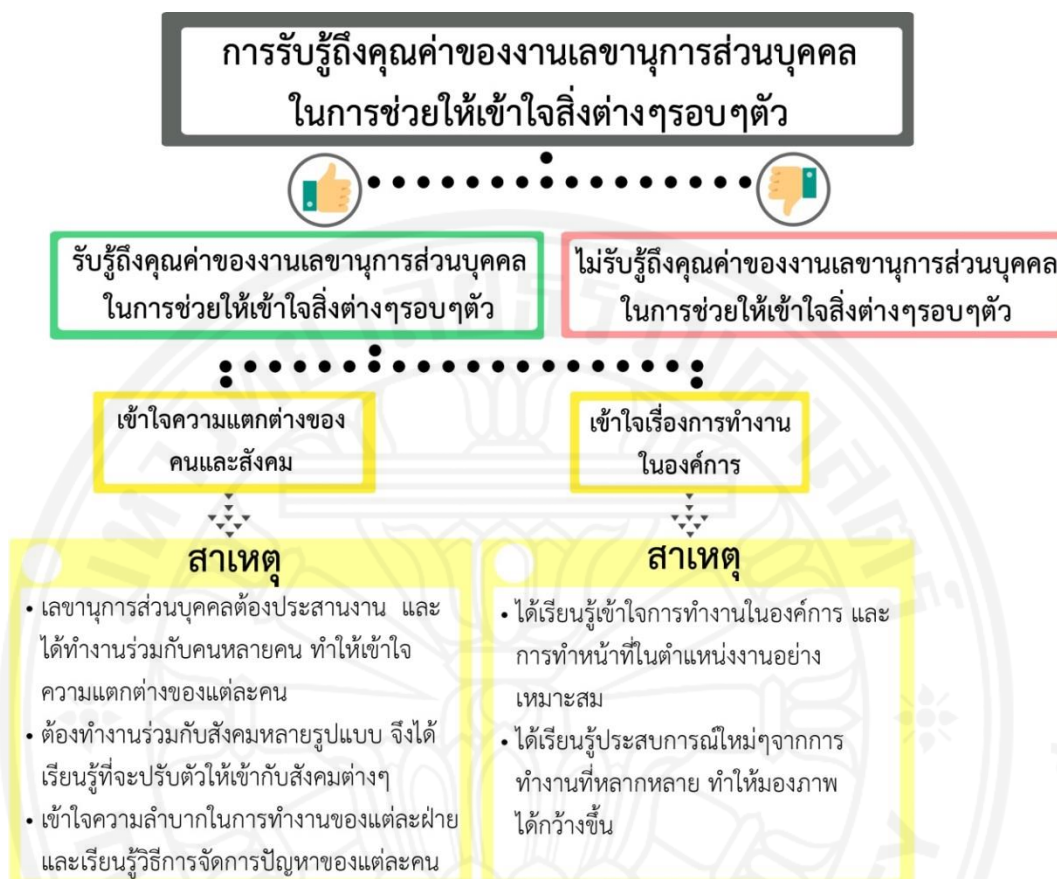 การรับรู้ถึงคุณค่าของงานเลขานุการส่วนบุคคล
ในการช่วยให้เข้าใจสิ่งต่างๆรอบๆตัว
รับรู้ถึงคุณค่าของงานเลขานุการส่วนบุคคล
ในการช่วยให้เข้าใจสิ่งต่างๆรอบๆตัว
ไม่รับรู้ถึงคุณค่าของงานเลขานุการส่วนบุคคล
ในการช่วยให้เข้าใจสิ่งต่างๆรอบๆตัว
เข้าใจความแตกต่างของ
คนและสังคม
เข้าใจเรื่องการทำงาน
ในองค์การ
สาเหตุ
• เลขานุการส่วนบุคคลต้องประสานงาน และ
ได้ทำงานร่วมกับคนหลายคน ทำให้เข้าใจ
ความแตกต่างของแต่ละคน
• ต้องทำงานร่วมกับสังคมหลายรูปแบบ จึงได้
เรียนรู้ที่จะปรับตัวให้เข้ากับสังคมต่างๆ
• เข้าใจความลำบากในการทำงานของแต่ละฝ่าย
และเรียนรู้วิธีการจัดการปัญหาของแต่ละคน
สาเหตุ
• ได้เรียนรู้เข้าใจการทำงานในองค์การ และ
การทำหน้าที่ในตำแหน่งงานอย่าง
เหมาะสม
• ได้เรียนรู้ประสบการณ์ใหม่ๆจากการ
ทำงานที่หลากหลาย ทำให้มองภาพ
ได้กว้างขึ้น